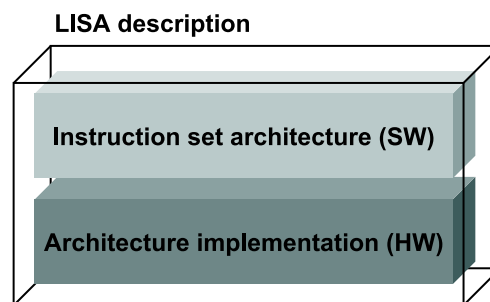 LISA description
Instruction set architecture (SW)
Architecture implementation (HW)